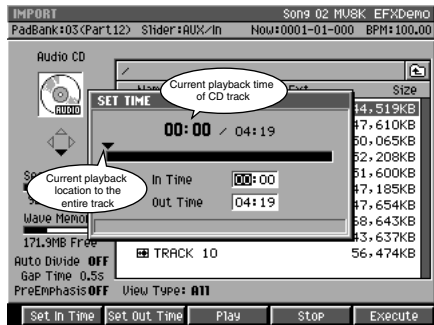 IMPORT Song 02 MV8K EFXDemo
PadBank:03(Part12) Slider:AUX/In Now:0001-01-000 BPM:100.00
Audio CD
/
Size
AUDIO
SET TIME
Current playback time
of CD track
00:00 / 04:19
Current playback
location to the
entire track
In Time 00:00
Out Time 04:19
44,519KB
47,610KB
50,065KB
52,208KB
51,600KB
47,185KB
47,654KB
68,643KB
43,637KB
TRACK 10 56,474KB
Wave Memor
171.9MB Free
Auto Divide OFF
Gap Time 0.5s
PreEmphasis OFF View Type: All
Set In Time Set Out Time Play Stop Execute